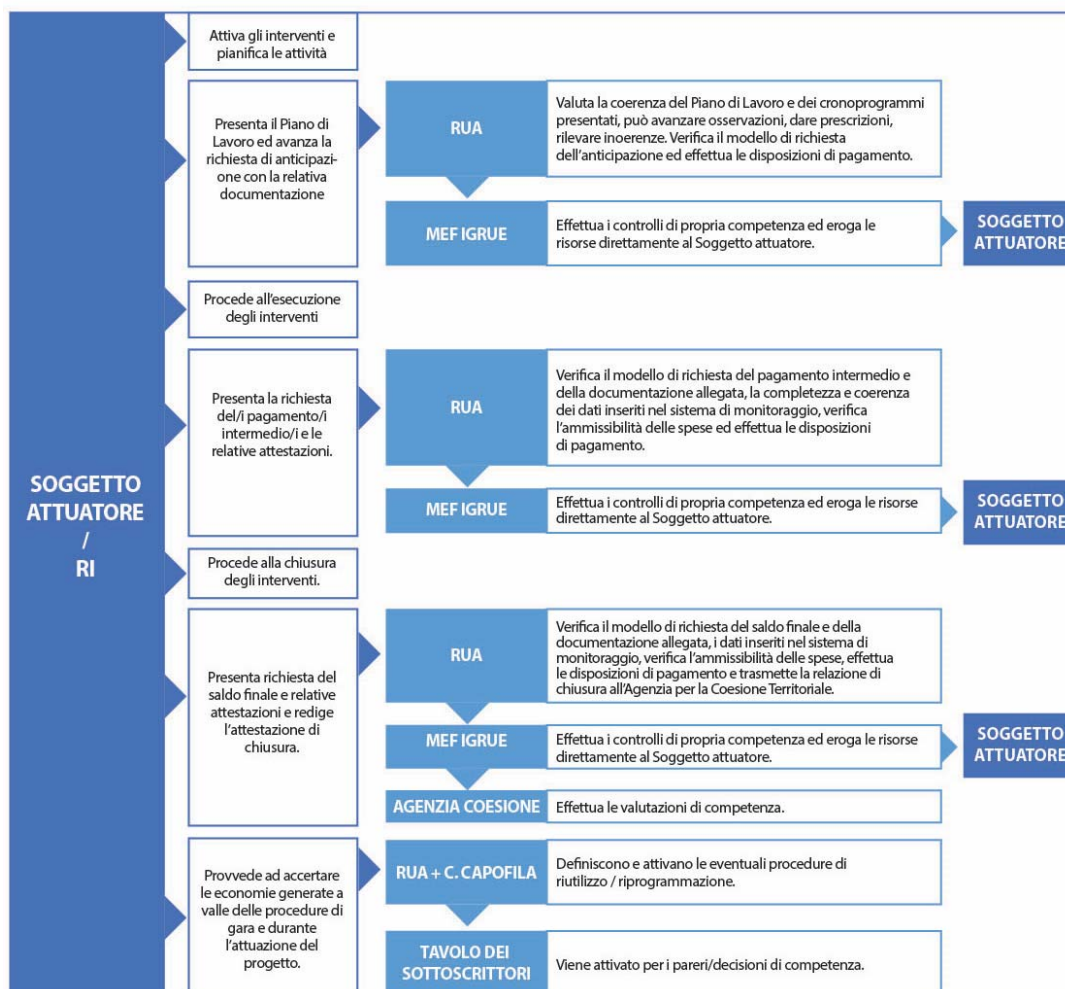 SOGGETTO
ATTUATORE
/
RI
Attiva gli interventi e
pianifica le attività
Presenta il Piano di
Lavoro ed avanza la
richiesta di anticipazi-
one con la relativa
documentazione
RUA
Valuta la coerenza del Piano di Lavoro e dei cronoprogrammi
presentati, può avanzare osservazioni, dare prescrizioni,
rilevare incoerenze. Verifica il modello di richiesta
dell'anticipazione ed effettua le disposizioni di pagamento.
MEF IGRUE
Effettua i controlli di propria competenza ed eroga le
risorse direttamente al Soggetto attuatore.
SOGGETTO
ATTUATORE
Procede all'esecuzione
degli interventi
Presenta la richiesta
del/i pagamento/i
intermedio/i e le
relative attestazioni.
RUA
Verifica il modello di richiesta del pagamento intermedio e
della documentazione allegata, la completezza e coerenza
dei dati inseriti nel sistema di monitoraggio, verifica
l'ammissibilità delle spese ed effettua le disposizioni
di pagamento.
MEF IGRUE
Effettua i controlli di propria competenza ed eroga le risorse
direttamente al Soggetto attuatore.
SOGGETTO
ATTUATORE
Procede alla chiusura
degli interventi.
Presenta richiesta del
saldo finale e relative
attestazioni e redige
l'attestazione di
chiusura.
RUA
Verifica il modello di richiesta del saldo finale e della
documentazione allegata, i dati inseriti nel sistema di
monitoraggio, verifica l'ammissibilità delle spese, effettua
le disposizioni di pagamento e trasmette la relazione di
chiusura all'Agenzia per la Coesione Territoriale.
MEF IGRUE
Effettua i controlli di propria competenza ed eroga le risorse
direttamente al Soggetto attuatore.
SOGGETTO
ATTUATORE
AGENZIA COESIONE
Effettua le valutazioni di competenza.
Provvede ad accertare
le economie generate a
valle delle procedure di
gara e durante
l'attuazione del
progetto.
RUA + C. CAPOFILA
Definiscono e attivano le eventuali procedure di
riutilizzo / riprogrammazione.
TAVOLO DEI
SOTTOSCRITTORI
Viene attivato per i pareri/decisioni di competenza.